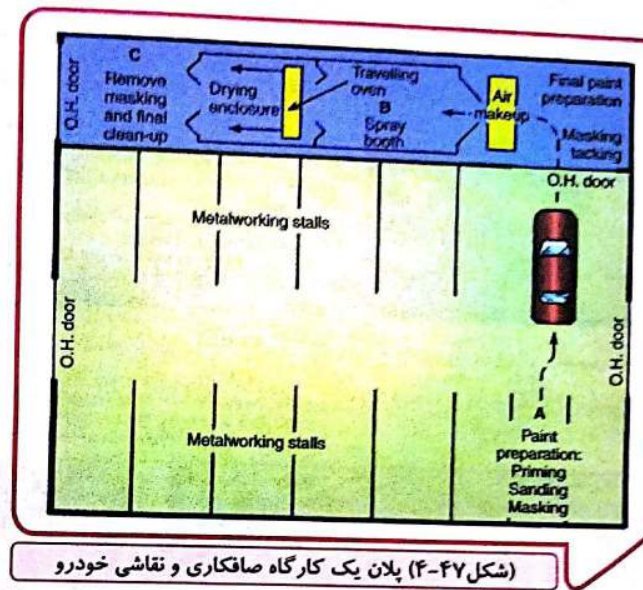 O.H. door
C
Remove
masking
and final
clean-up
Drying
enclosure
Travelling
oven
B
Spray
booth
Air
makeup
Final paint
preparation
Masking
tacking
O.H. door
Metalworking stalls
O.H. door
O.H. door
Metalworking stalls
A
Paint
preparation:
Priming
Sanding
Masking
(شکل۴۷-۴) پلان یک کارگاه صافکاری و نقاشی خودرو